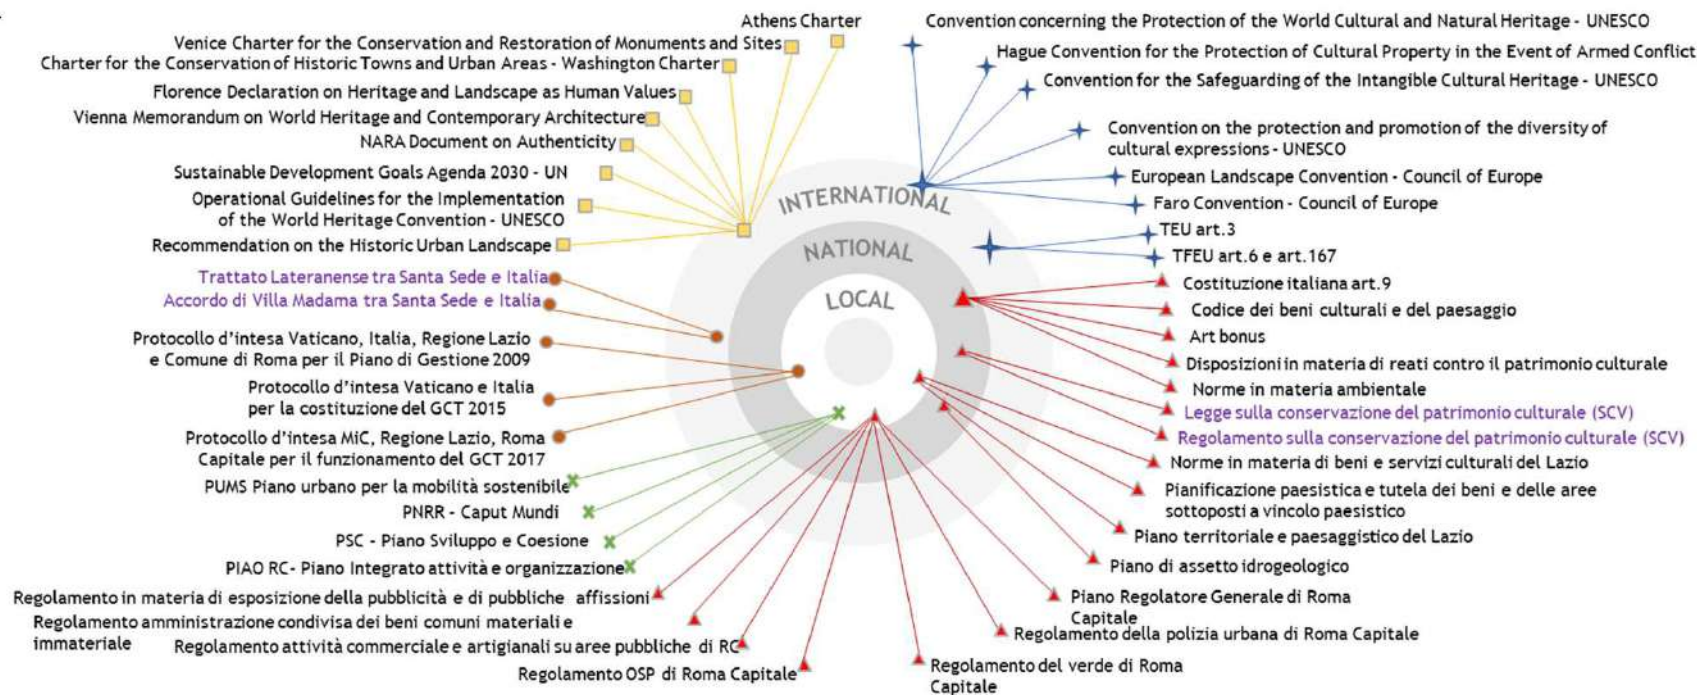 Athens Charter
Venice Charter for the Conservation and Restoration of Monuments and Sites
Charter for the Conservation of Historic Towns and Urban Areas - Washington Charter
Florence Declaration on Heritage and Landscape as Human Values
Vienna Memorandum on World Heritage and Contemporary Architecture
NARA Document on Authenticity
Sustainable Development Goals Agenda 2030 - UN
Operational Guidelines for the Implementation
of the World Heritage Convention - UNESCO
Recommendation on the Historic Urban Landscape
Trattato Lateranense tra Santa Sede e Italia
Accordo di Villa Madama tra Santa Sede e Italia
Protocollo d'intesa Vaticano, Italia, Regione Lazio
e Comune di Roma per il Piano di Gestione 2009
Protocollo d'intesa Vaticano e Italia
per la costituzione del GCT 2015
Protocollo d'intesa MiC, Regione Lazio, Roma
Capitale per il funzionamento del GCT 2017
PUMS Piano urbano per la mobilità sostenibile
PNRR - Caput Mundi
PSC - Piano Sviluppo e Coesione
PIAO RC- Piano Integrato attività e organizzazione
Regolamento in materia di esposizione della pubblicità e di pubbliche affissioni
Regolamento amministrazione condivisa dei beni comuni materiali e
immateriale
Regolamento attività commerciale e artigianali su aree pubbliche di RC
Regolamento OSP di Roma Capitale
INTERNATIONAL
NATIONAL
LOCAL
Convention concerning the Protection of the World Cultural and Natural Heritage - UNESCO
Hague Convention for the Protection of Cultural Property in the Event of Armed Conflict
Convention for the Safeguarding of the Intangible Cultural Heritage - UNESCO
Convention on the protection and promotion of the diversity of
cultural expressions - UNESCO
European Landscape Convention - Council of Europe
Faro Convention - Council of Europe
TEU art.3
TFEU art.6 e art.167
Costituzione italiana art.9
Codice dei beni culturali e del paesaggio
Art bonus
Disposizioni in materia di reati contro il patrimonio culturale
Norme in materia ambientale
Legge sulla conservazione del patrimonio culturale (SCV)
Regolamento sulla conservazione del patrimonio culturale (SCV)
Norme in materia di beni e servizi culturali del Lazio
Pianificazione paesistica e tutela dei beni e delle aree
sottoposti a vincolo paesistico
Piano territoriale e paesaggistico del Lazio
Piano di assetto idrogeologico
Piano Regolatore Generale di Roma
Capitale
Regolamento della polizia urbana di Roma Capitale
Regolamento del verde di Roma
Capitale